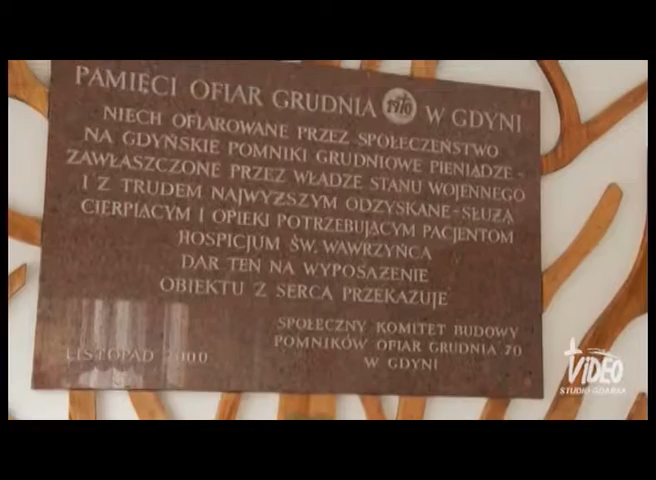 PAMIĘCI OFIAR GRUDNIA 1970 W GDYNI
NIECH OFIAROWANE PRZEZ SPOŁECZEŃSTWO
NA GDYŃSKIE POMNIKI GRUDNIOWE PIENIĄDZE-
ZAWŁASZCZONE PRZEZ WŁADZE STANU WOJENNEGO
I Z TRUDEM NAJWYŻSZYM ODZYSKANE-SŁUŻĄ
CIERPIĄCYM I OPIEKI POTRZEBUJĄCYM PACJENTOM
HOSPICJUM ŚW. WAWRZYŃCA
DAR TEN NA WYPOSAŻENIE
OBIEKTU Z SERCA PRZEKAZUJE
SPOŁECZNY KOMITET BUDOWY
POMNIKÓW OFIAR GRUDNIA '70
W GDYNI
LISTOPAD 2000
VIDEO
STUDIO GDAŃSK